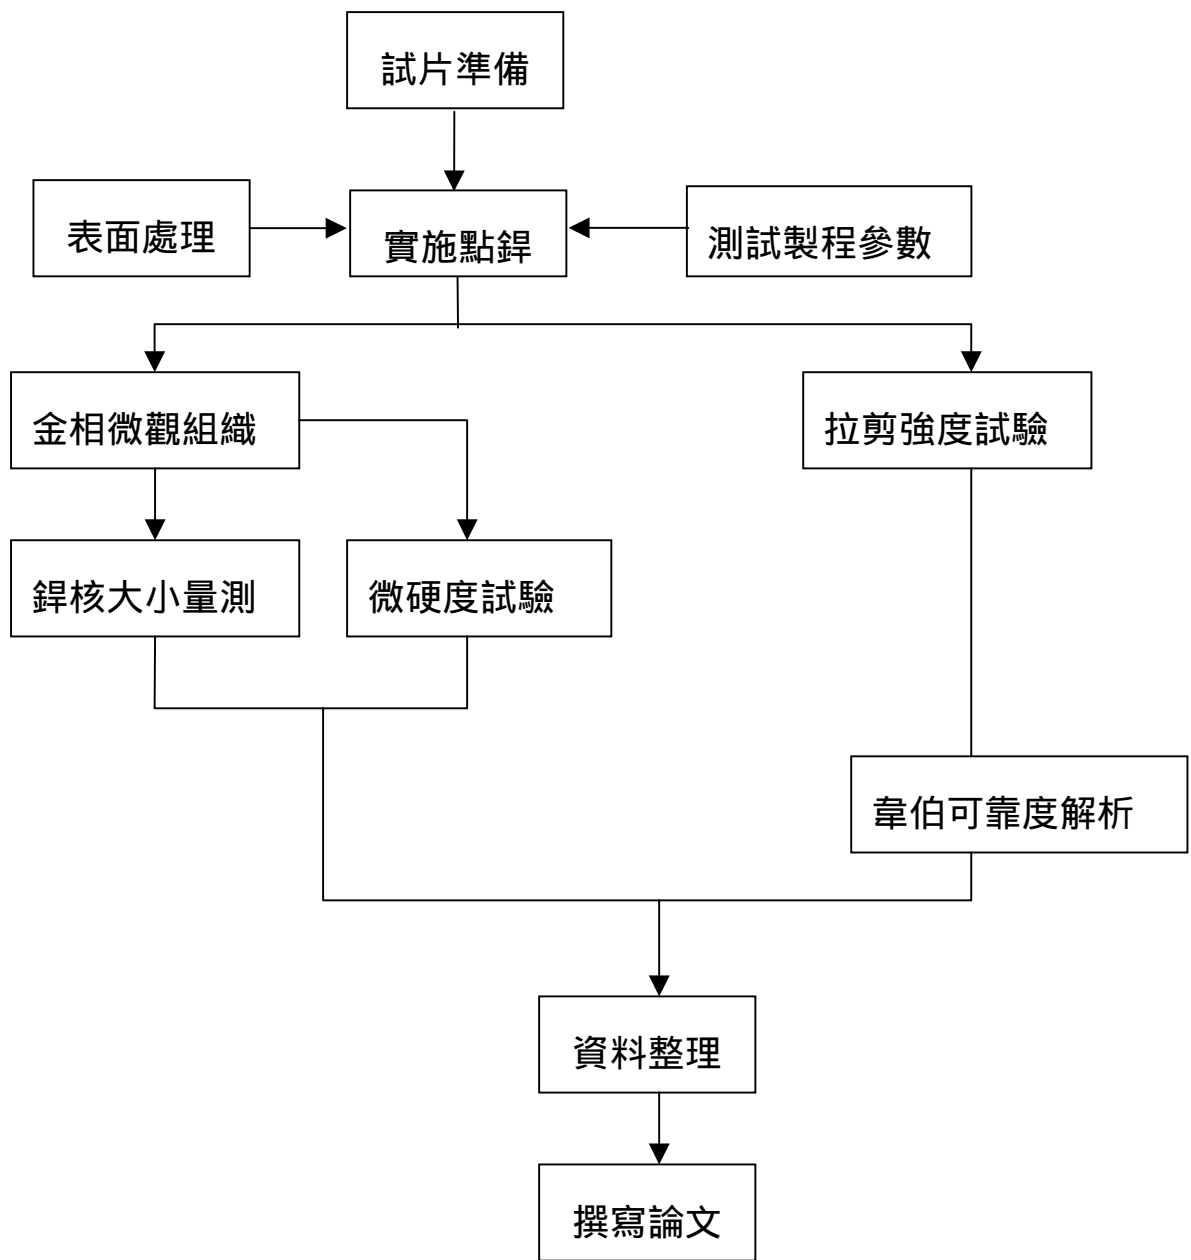 試片準備
表面處理
實施點銲
測試製程參數
金相微觀組織
拉剪強度試驗
銲核大小量測
微硬度試驗
韋伯可靠度解析
資料整理
撰寫論文